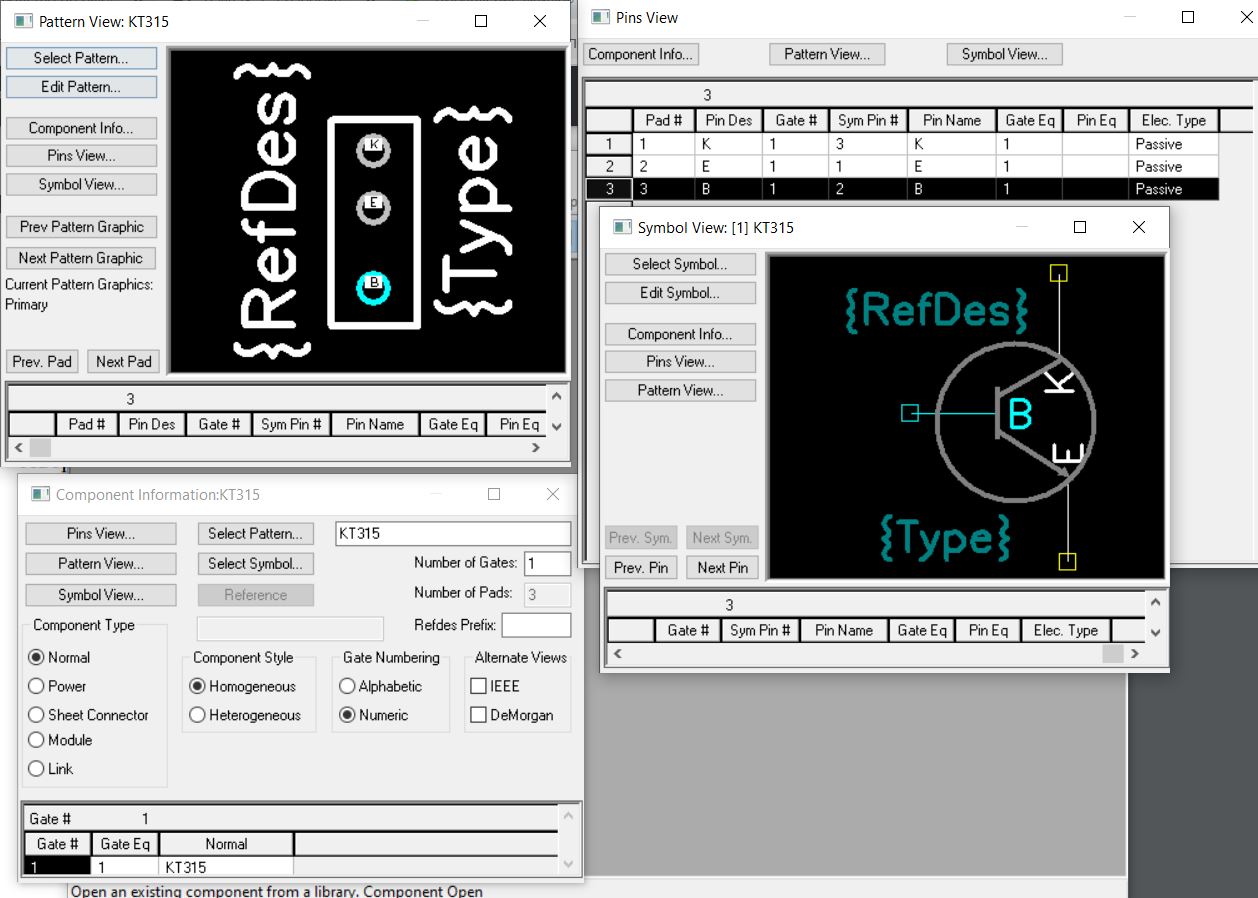 Pattern View: KT315
Select Pattern...
Edit Pattern...
Component Info...
Pins View...
Symbol View...
Prev Pattern Graphic
Next Pattern Graphic
Current Pattern Graphics:
Primary
Prev. Pad Next Pad
{RefDes}
K
E
B
{Type}
3
Pad # Pin Des Gate # Sym Pin # Pin Name Gate Eq Pin Eq
Pins View
Component Info... Pattern View... Symbol View...
3
Pad # Pin Des Gate # Sym Pin # Pin Name Gate Eq Pin Eq Elec. Type
1 1 K 1 3 K 1 Passive
2 2 E 1 1 E 1 Passive
3 3 B 1 2 B 1 Passive
Symbol View: [1] KT315
Select Symbol...
Edit Symbol...
Component Info...
Pins View...
Pattern View...
Prev. Sym. Next Sym.
Prev. Pin Next Pin
{RefDes}
K
B
E
{Type}
3
Gate # Sym Pin # Pin Name Gate Eq Pin Eq Elec. Type
Component Information:KT315
Pins View... Select Pattern... KT315
Pattern View... Select Symbol... Number of Gates: 1
Symbol View... Reference Number of Pads: 3
Refdes Prefix:
Component Type
Normal
Power
Sheet Connector
Module
Link
Component Style
Homogeneous
Heterogeneous
Gate Numbering
Alphabetic
Numeric
Alternate Views
IEEE
DeMorgan
Gate # 1
Gate # Gate Eq Normal
1 1 KT315
Open an existing component from a library. Component Open